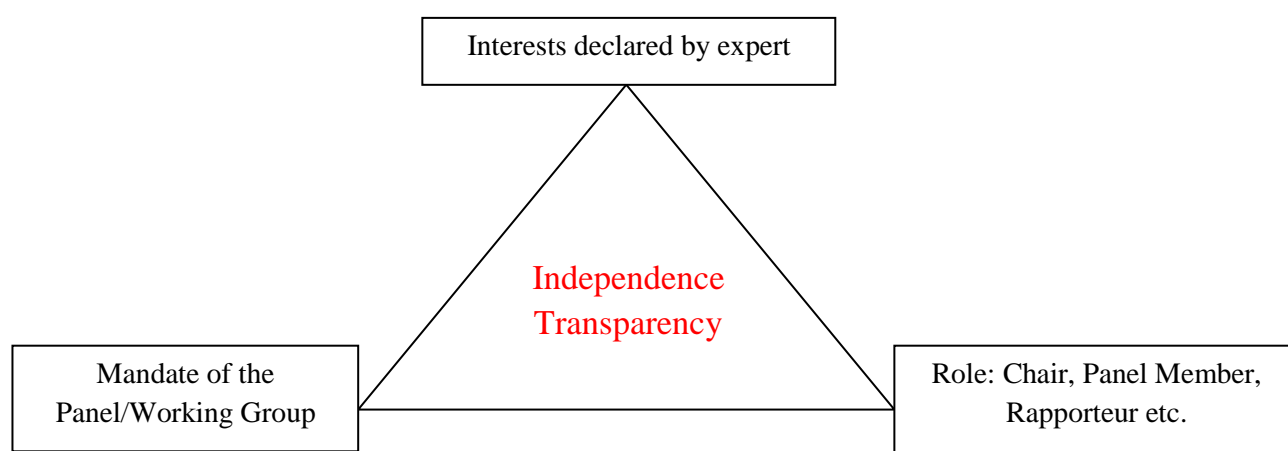 Interests declared by expert
Independence
Transparency
Mandate of the
Panel/Working Group
Role: Chair, Panel Member,
Rapporteur etc.